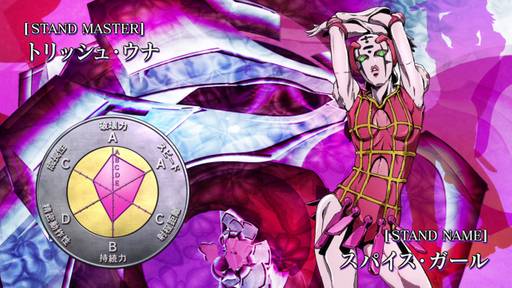 [STAND MASTER]
トリッシュ・ウナ
破壊力
A
成長性
C
スピード
A
A
B
C
D
E
精密動作性
D
射程距離
C
B
持続力
[STAND NAME]
スパイス・ガール